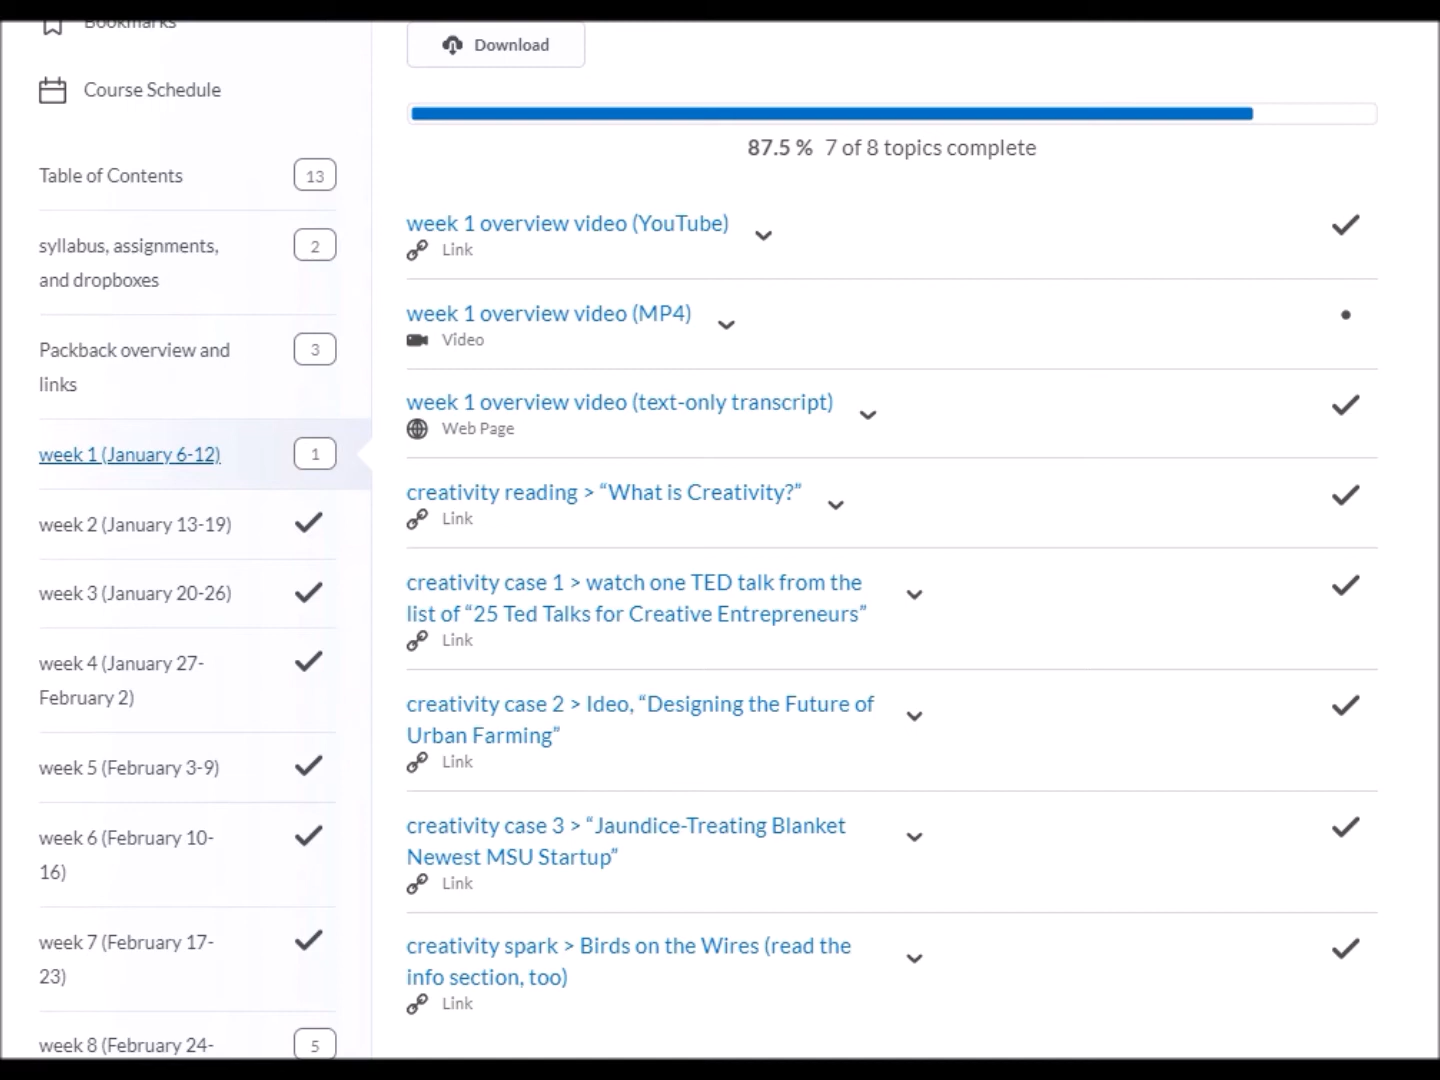 Bookmarks
Course Schedule
Table of Contents 13
syllabus, assignments, 2
and dropboxes
Packback overview and 3
links
week 1 (January 6-12) 1
week 2 (January 13-19)
week 3 (January 20-26)
week 4 (January 27-
February 2)
week 5 (February 3-9)
week 6 (February 10-
16)
week 7 (February 17-
23)
week 8 (February 24- 5
Download
87.5 % 7 of 8 topics complete
week 1 overview video (YouTube)
Link
week 1 overview video (MP4)
Video
week 1 overview video (text-only transcript)
Web Page
creativity reading > “What is Creativity?”
Link
creativity case 1 > watch one TED talk from the
list of “25 Ted Talks for Creative Entrepreneurs”
Link
creativity case 2 > Ideo, “Designing the Future of
Urban Farming”
Link
creativity case 3 > “Jaundice-Treating Blanket
Newest MSU Startup”
Link
creativity spark > Birds on the Wires (read the
info section, too)
Link